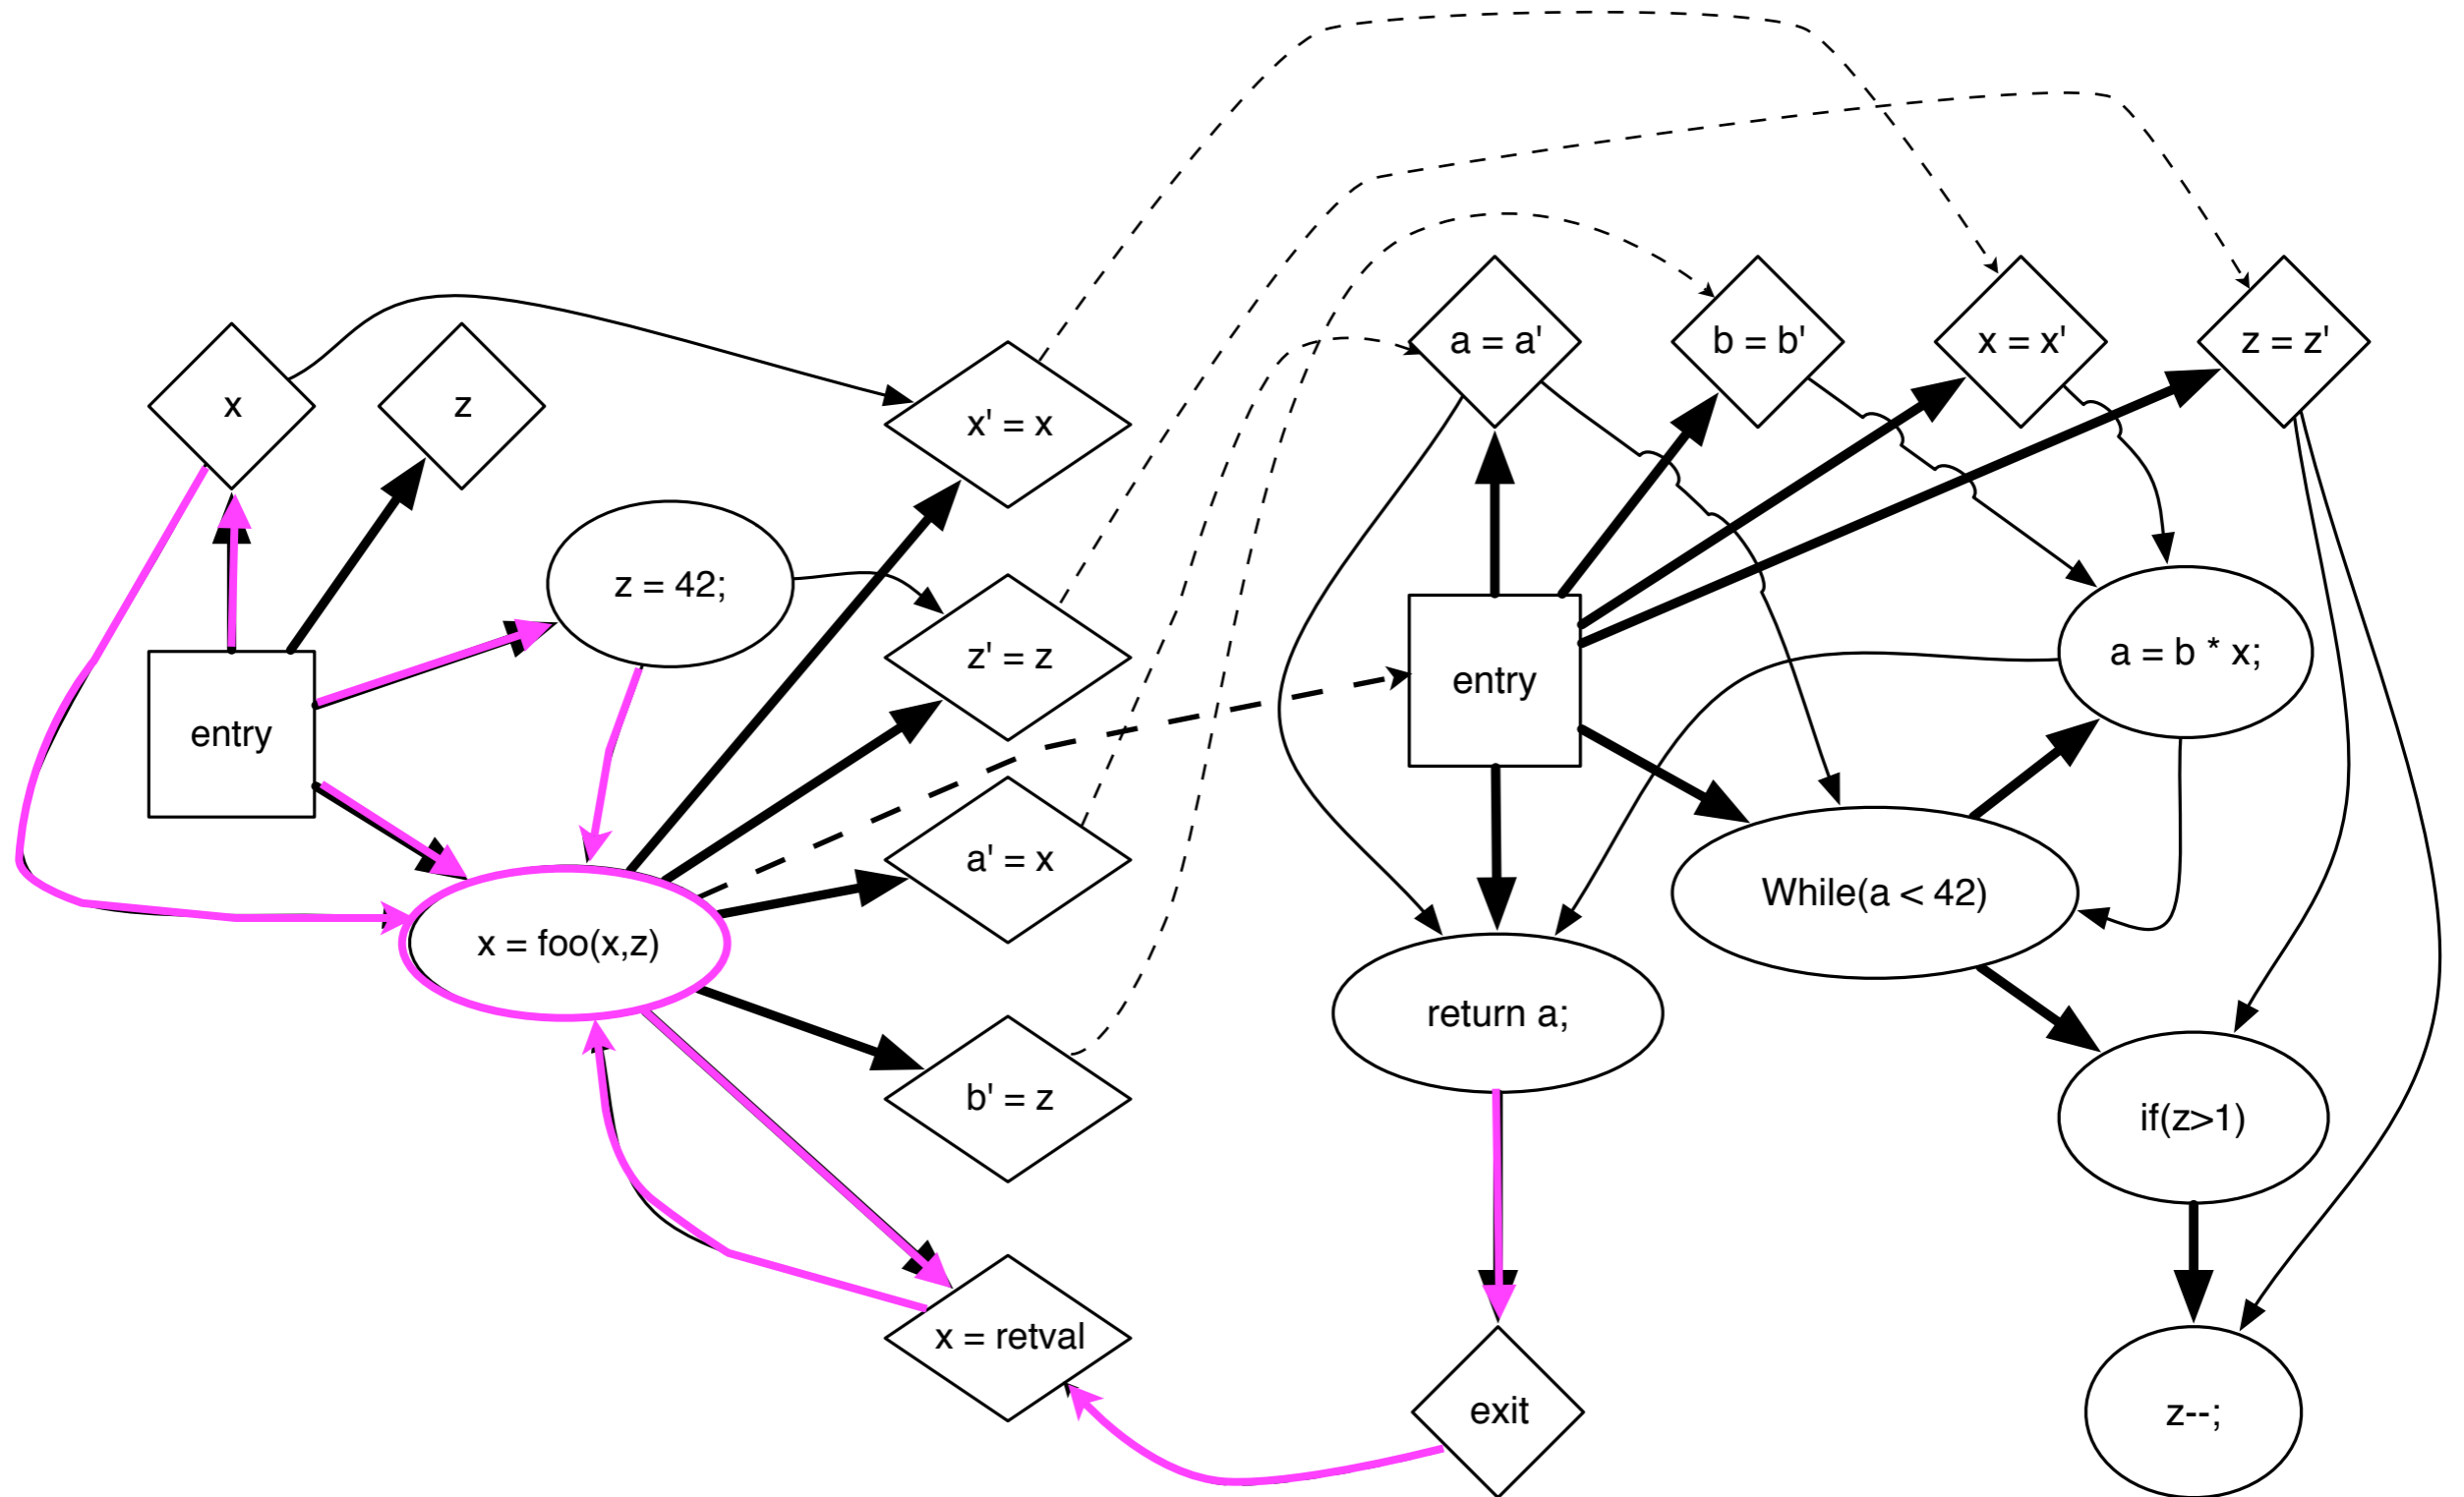 x
z
x' = x
z = 42;
z' = z
entry
a' = x
x = foo(x,z)
b' = z
x = retval
a = a'
b = b'
x = x'
z = z'
entry
a = b * x;
While(a < 42)
return a;
if(z>1)
exit
z--;